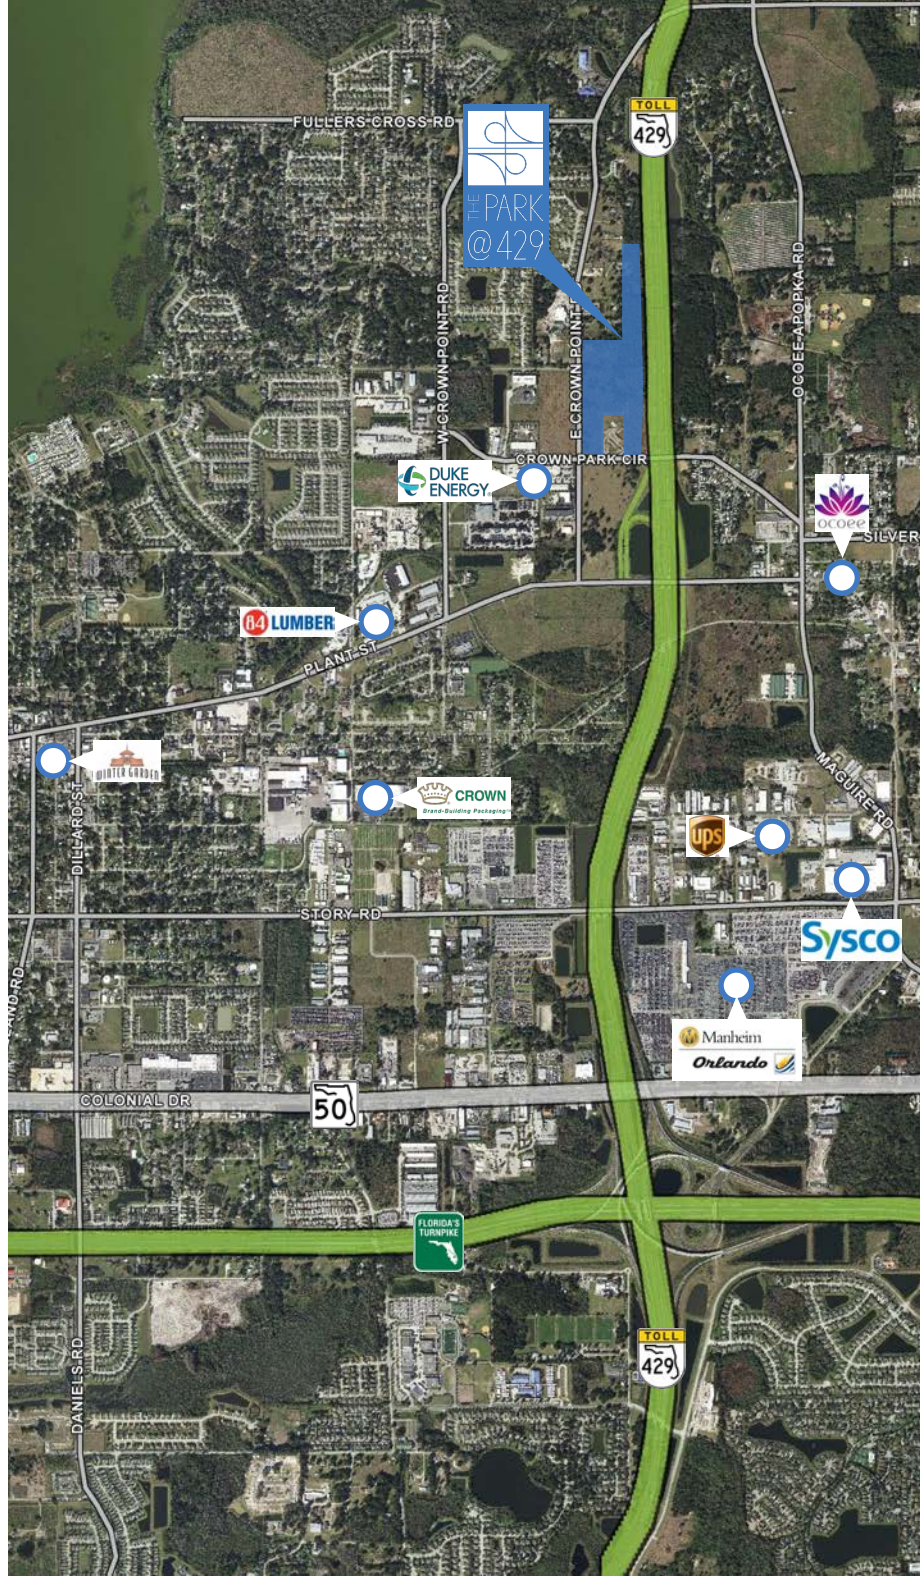 FULLERS CROSS RD
TOLL
429
THE
PARK
@ 429
W CROWN POINT RD
E CROWN POINT
OCOEE APOPKA RD
CROWN PARK CIR
DUKE
ENERGY
ocoee
SILVER
84 LUMBER
PLANT ST
WINTER GARDEN
DILLARD ST
CROWN
Brand-Building Packaging
MAGUIRE RD
ups
STORY RD
Sysco
AND RD
Manheim
Orlando
COLONIAL DR
50
FLORIDA'S
TURNPIKE
TOLL
429
DANIELS RD